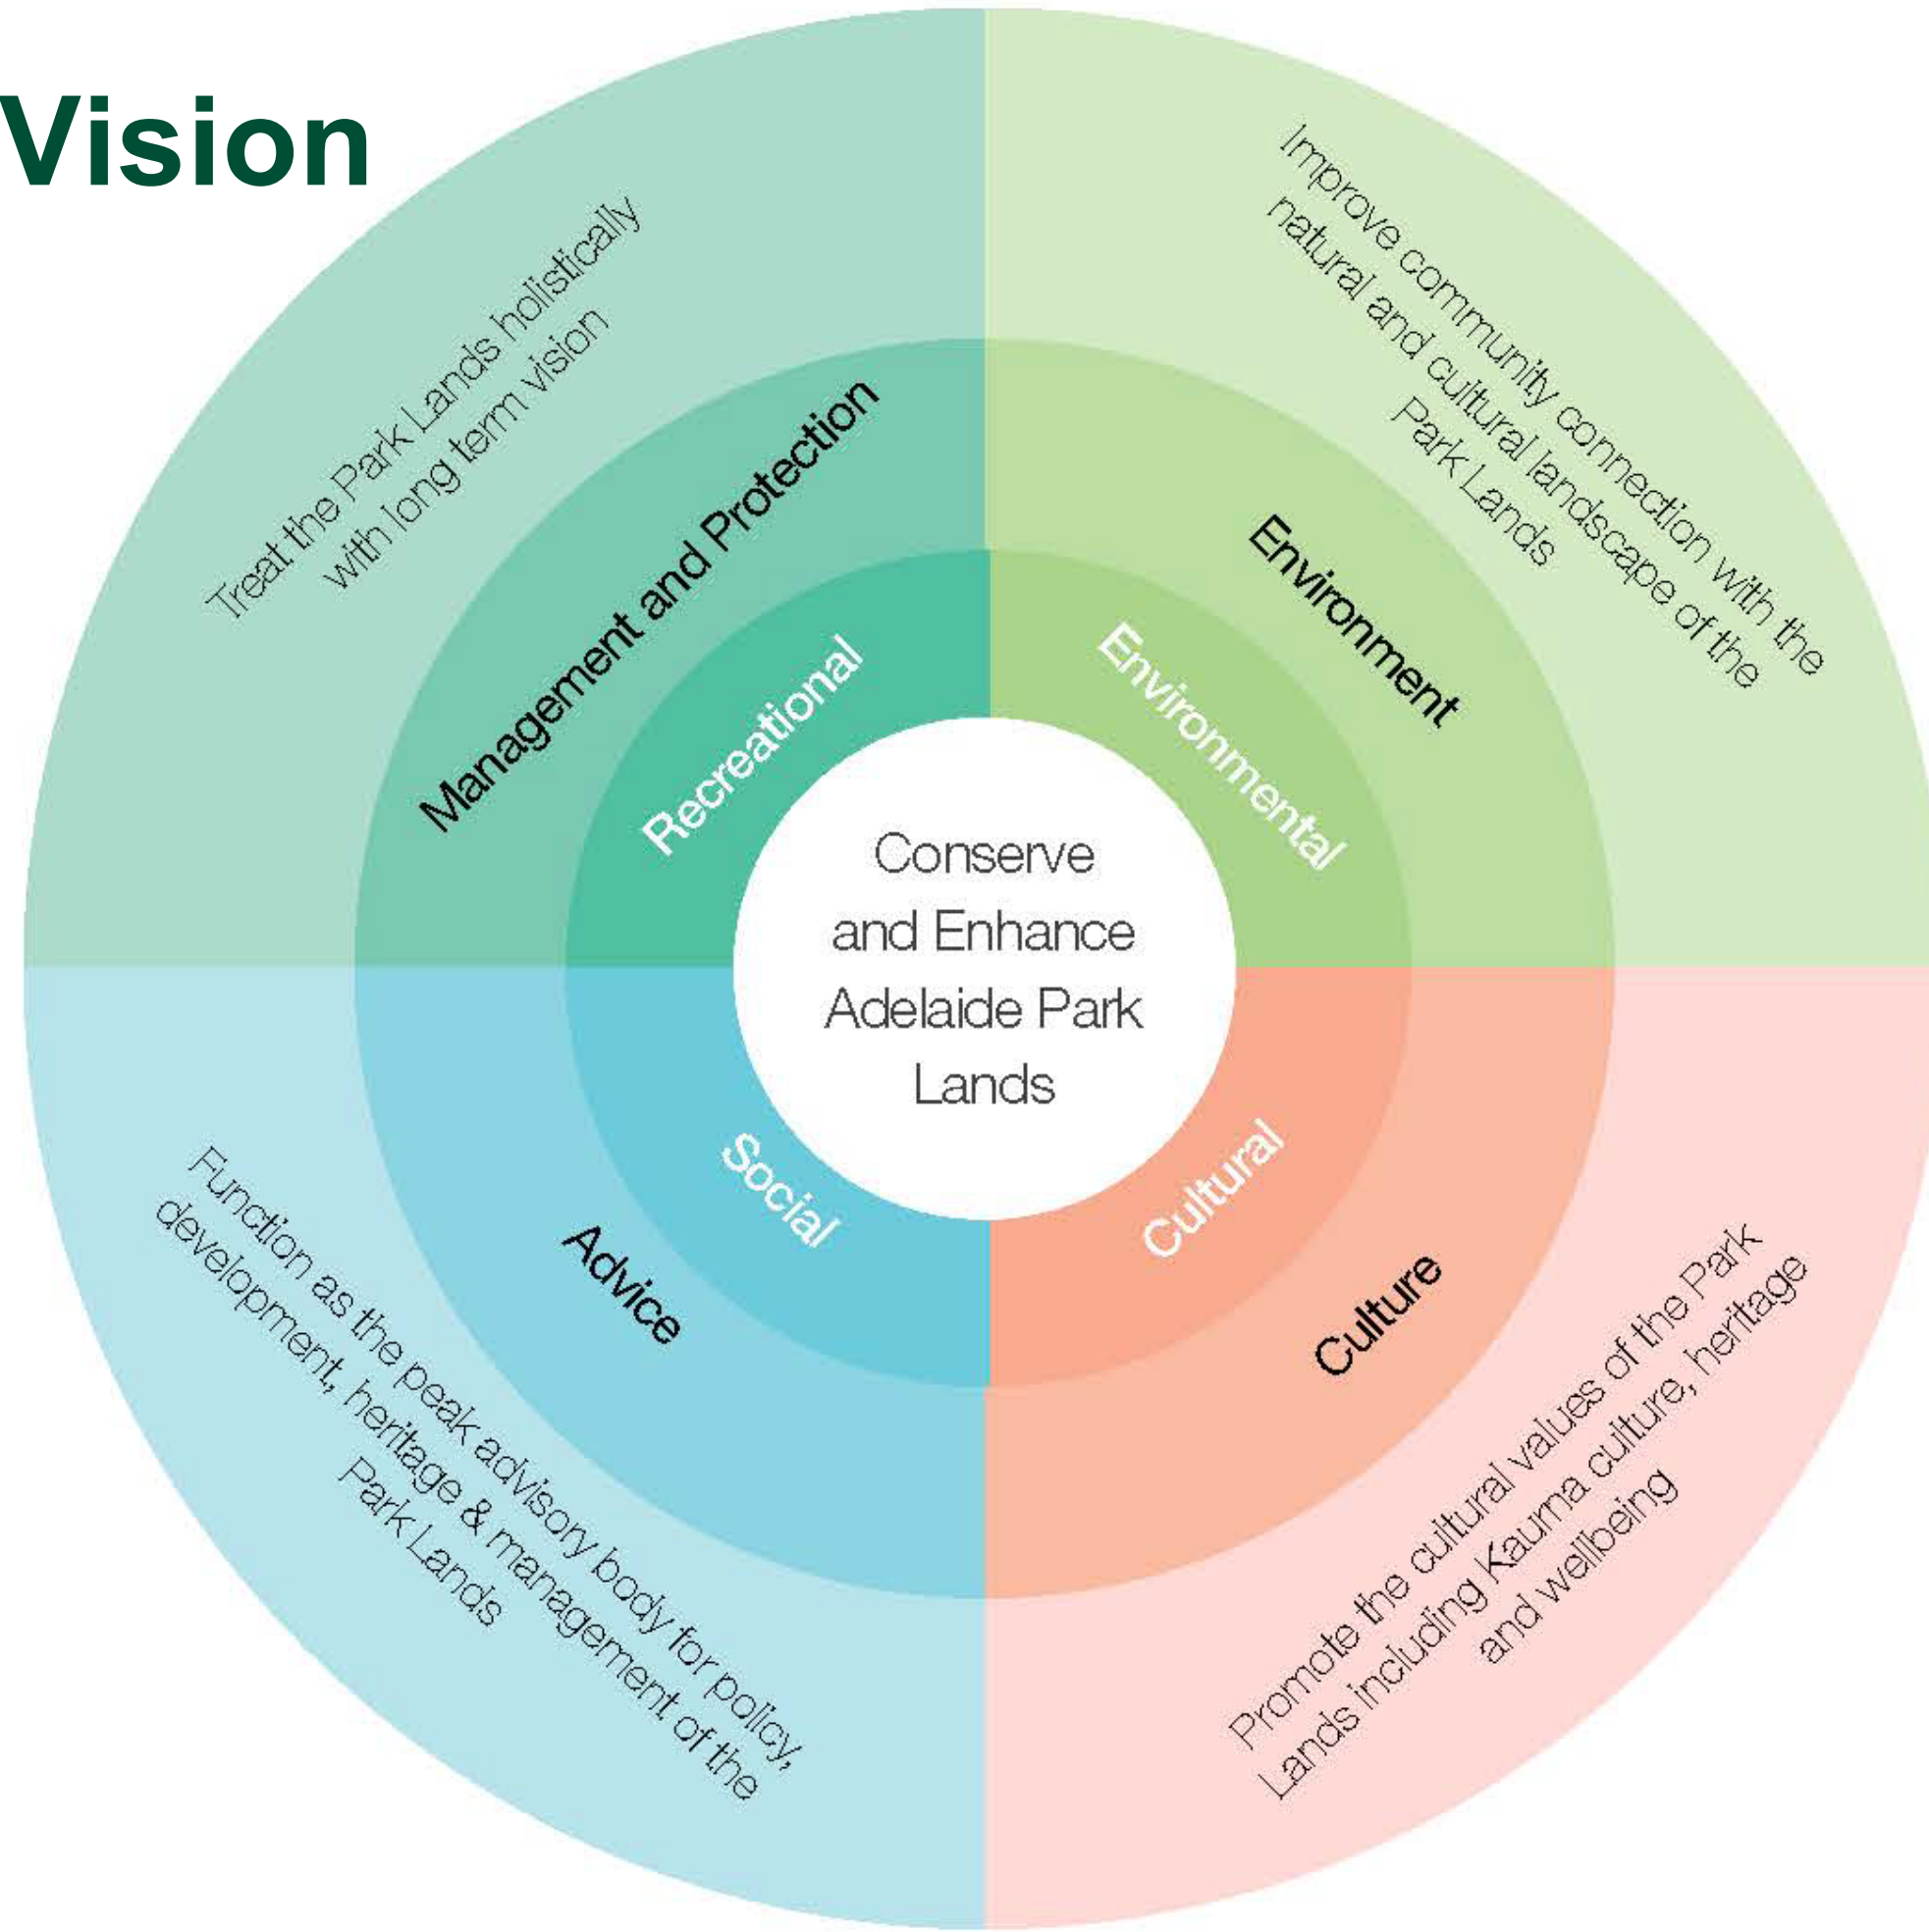 Vision
Treat the Park Lands holistically
with long term vision
Management and Protection
Recreational
Improve community connection with the
natural and cultural landscape of the
Park Lands
Environment
Environmental
Conserve
and Enhance
Adelaide Park
Lands
Social
Advice
Function as the peak advisory body for policy,
development, heritage & management of the
Park Lands
Cultural
Culture
Promote the cultural values of the Park
Lands including Kaurna culture, heritage
and wellbeing